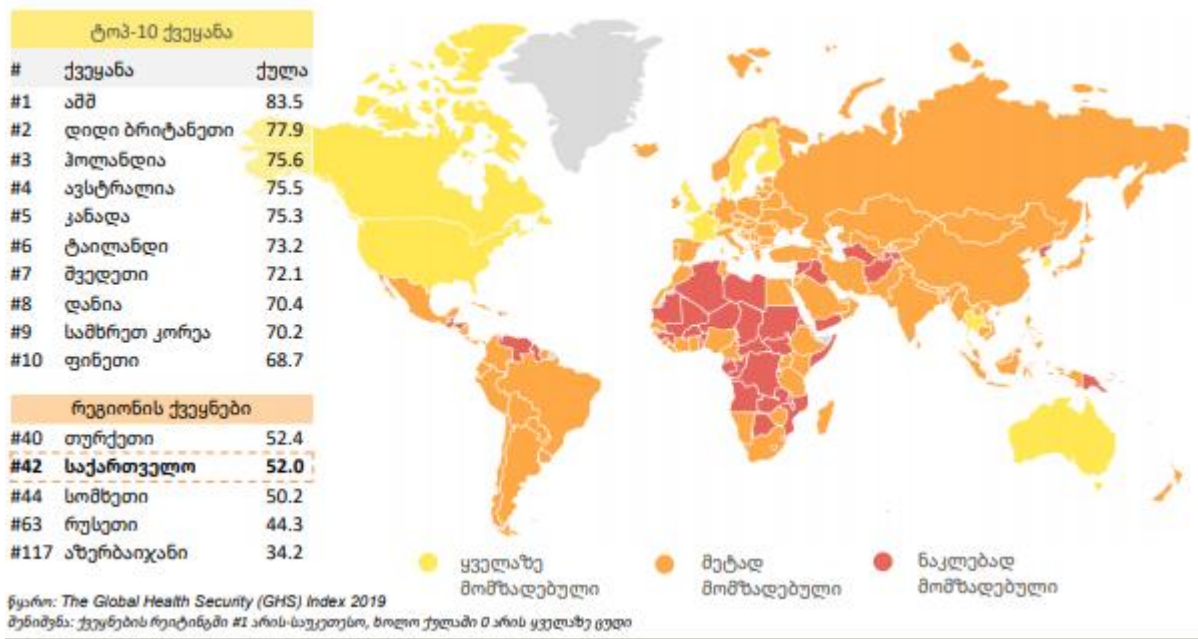 ტოპ-10 ქვეყანა
# ქვეყანა ქულა
#1 აშშ 83.5
#2 დიდი ბრიტანეთი 77.9
#3 ჰოლანდია 75.6
#4 ავსტრალია 75.5
#5 კანადა 75.3
#6 ტაილანდი 73.2
#7 შვედეთი 72.1
#8 დანია 70.4
#9 სამხრეთ კორეა 70.2
#10 ფინეთი 68.7
რეგიონის ქვეყნები
#40 თურქეთი 52.4
#42 საქართველო 52.0
#44 სომხეთი 50.2
#63 რუსეთი 44.3
#117 აზერბაიჯანი 34.2
ყველაზე
მომზადებული
მეტად
მომზადებული
ნაკლებად
მომზადებული
წყარო: The Global Health Security (GHS) Index 2019
შენიშვნა: ქვეყნების რეიტინგში #1 არის-საუკეთესო, ხოლო ქულაში 0 არის ყველაზე ცუდი